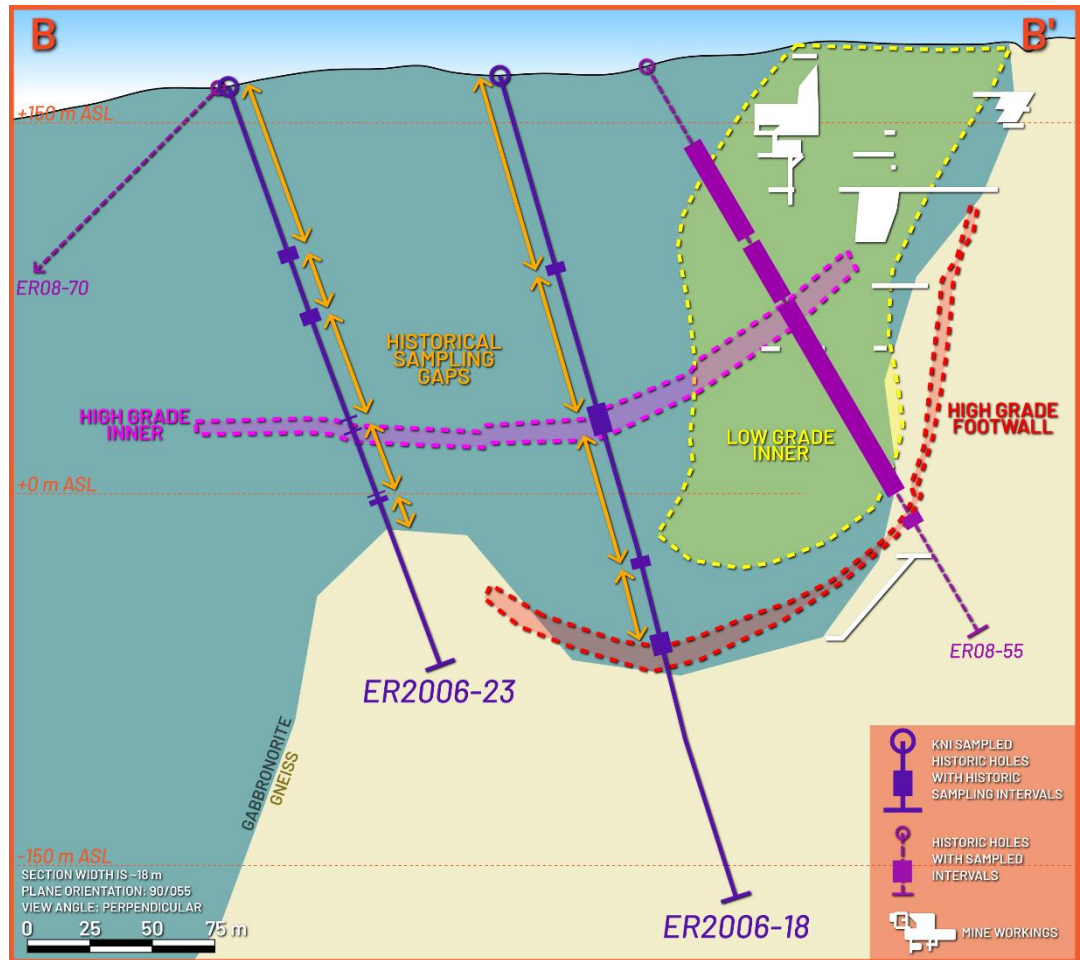 B
B'
+150 m ASL
ER08-70
HISTORICAL
SAMPLING
GAPS
HIGH GRADE
INNER
LOW GRADE
INNER
HIGH GRADE
FOOTWALL
+0 m ASL
ER08-55
ER2006-23
GABBRONORITE
GNEISS
KNI SAMPLED
HISTORIC HOLES
WITH HISTORIC
SAMPLING INTERVALS
HISTORIC HOLES
WITH SAMPLED
INTERVALS
MINE WORKINGS
-150 m ASL
SECTION WIDTH IS ~18 m
PLANE ORIENTATION: 90/055
VIEW ANGLE: PERPENDICULAR
0 25 50 75 m
ER2006-18